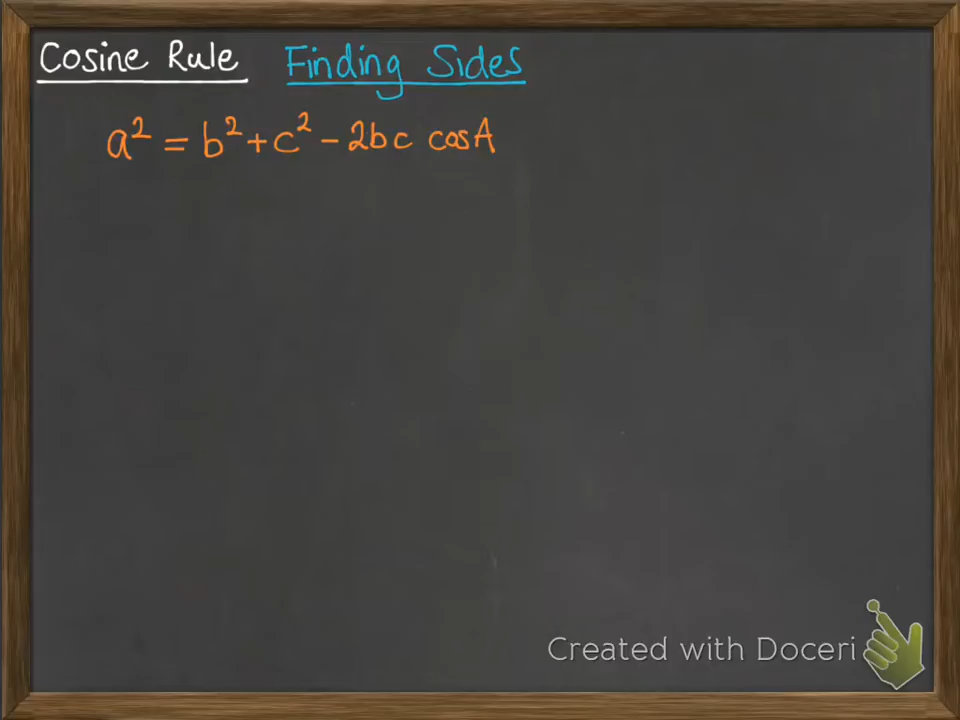 Cosine Rule Finding Sides
a² = b² + c² - 2bc cosA
Created with Doceri